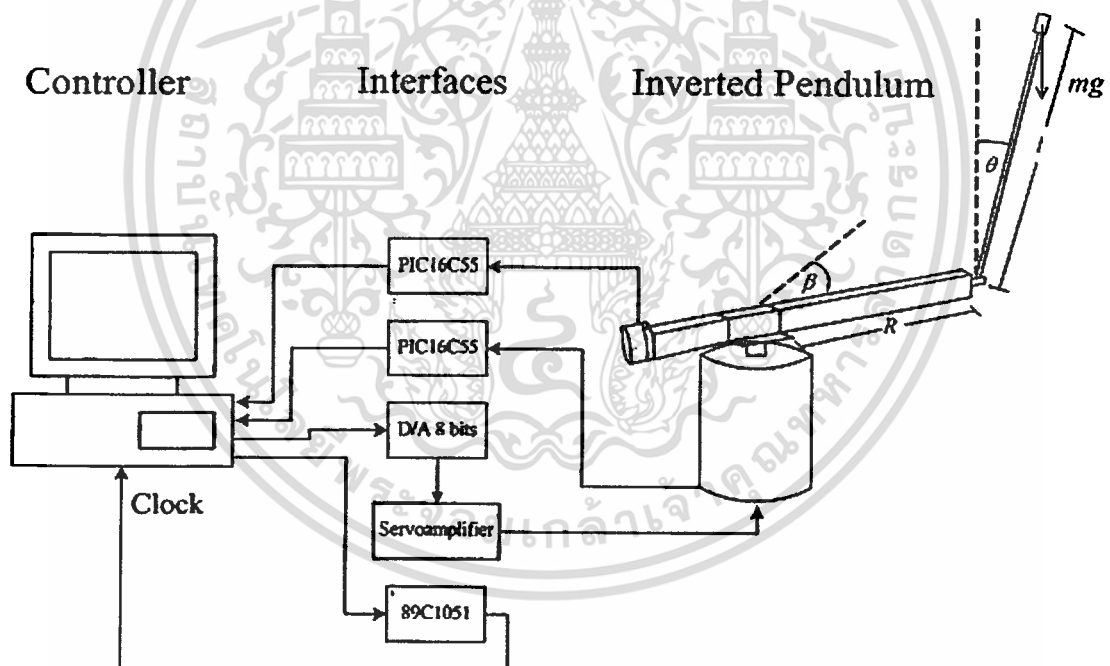 Controller
Interfaces
Inverted Pendulum
mg
l
θ
β
R
PIC16C55
PIC16C55
D/A 8 bits
Servoamplifier
Clock
89C1051